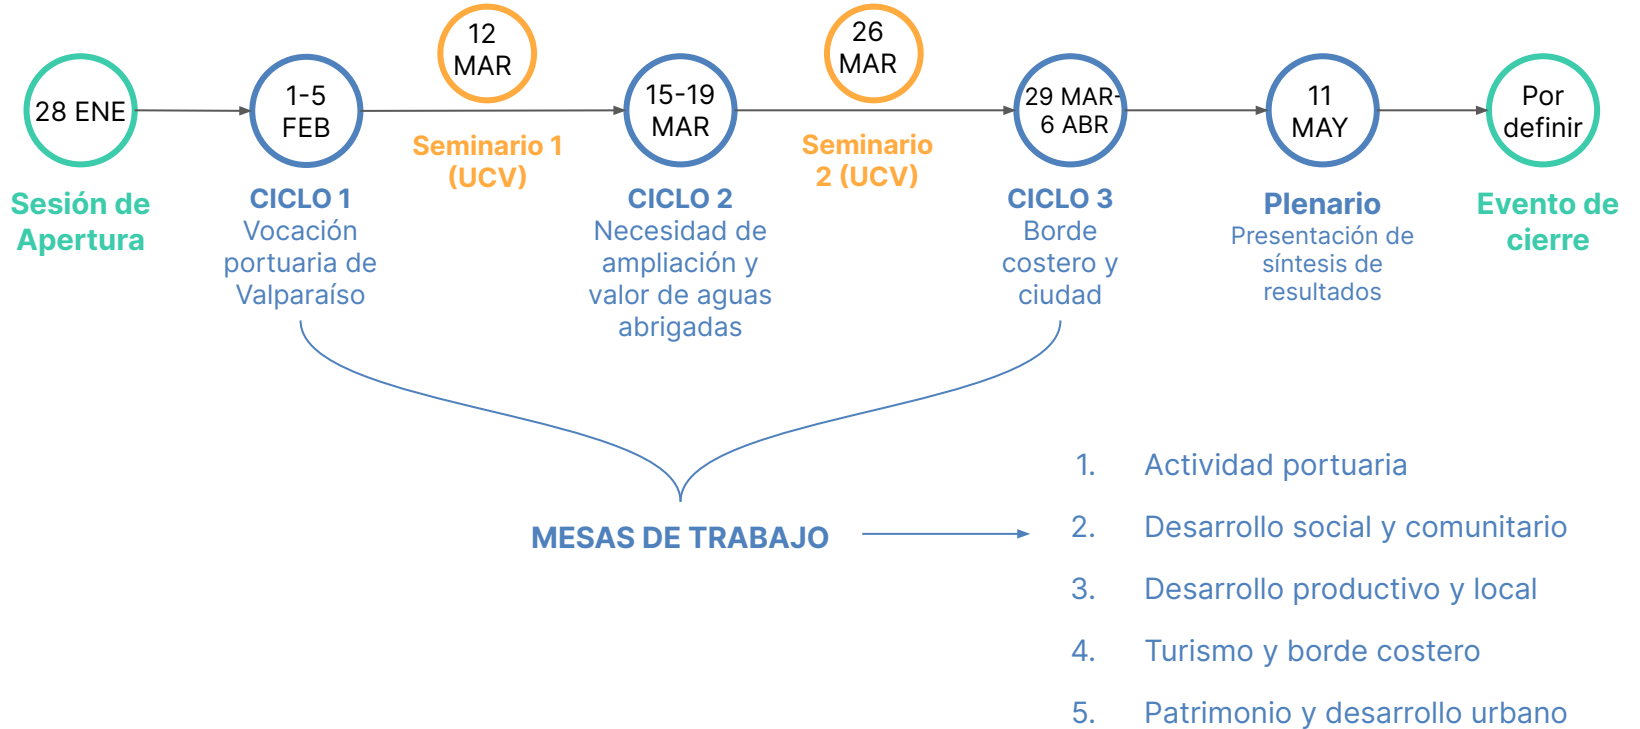 28 ENE
Sesión de
Apertura
1-5
FEB
CICLO 1
Vocación
portuaria de
Valparaíso
12
MAR
Seminario 1
(UCV)
15-19
MAR
CICLO 2
Necesidad de
ampliación y
valor de aguas
abrigadas
26
MAR
Seminario
2 (UCV)
29 MAR-
6 ABR
CICLO 3
Borde
costero y
ciudad
11
MAY
Plenario
Presentación de
síntesis de
resultados
Por
definir
Evento de
cierre
MESAS DE TRABAJO
1. Actividad portuaria
2. Desarrollo social y comunitario
3. Desarrollo productivo y local
4. Turismo y borde costero
5. Patrimonio y desarrollo urbano